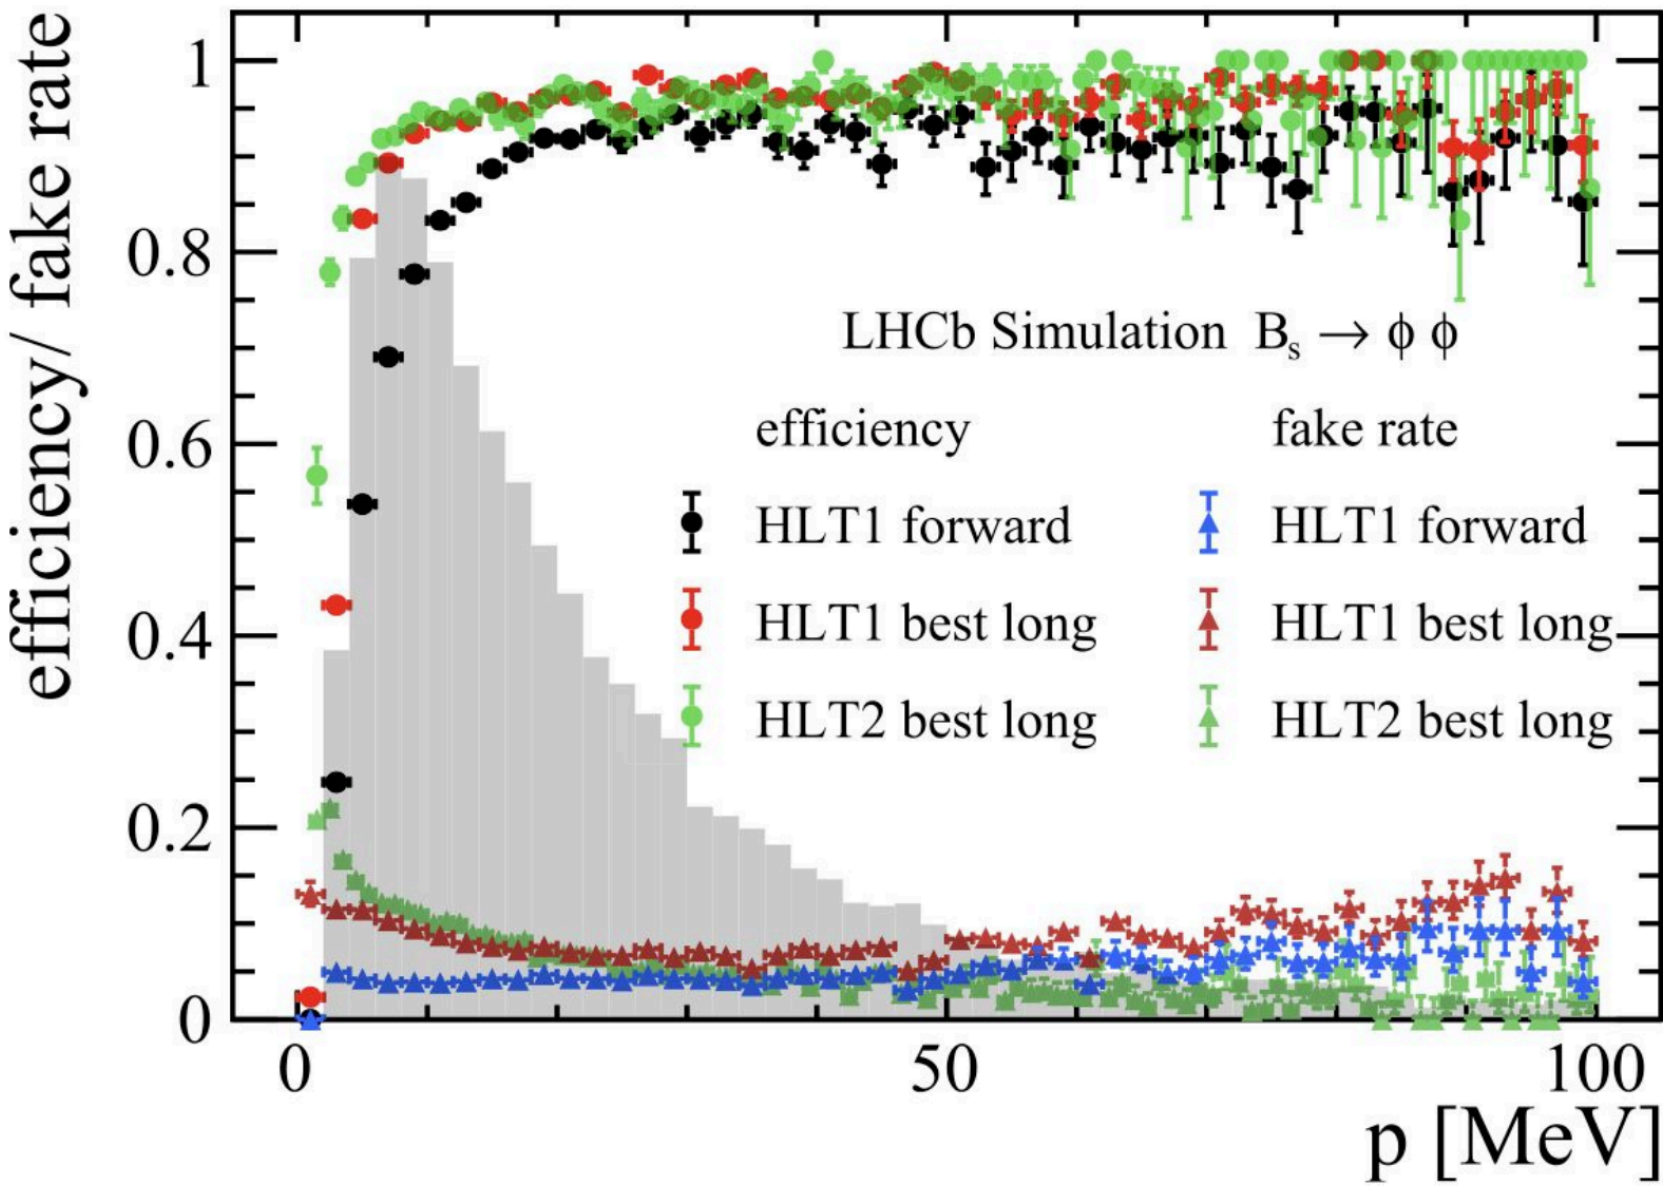 efficiency/ fake rate
1
0.8
0.6
0.4
0.2
0
LHCb Simulation B_s → ϕ ϕ
efficiency
HLT1 forward
HLT1 best long
HLT2 best long
fake rate
HLT1 forward
HLT1 best long
HLT2 best long
0 50 100
p [MeV]